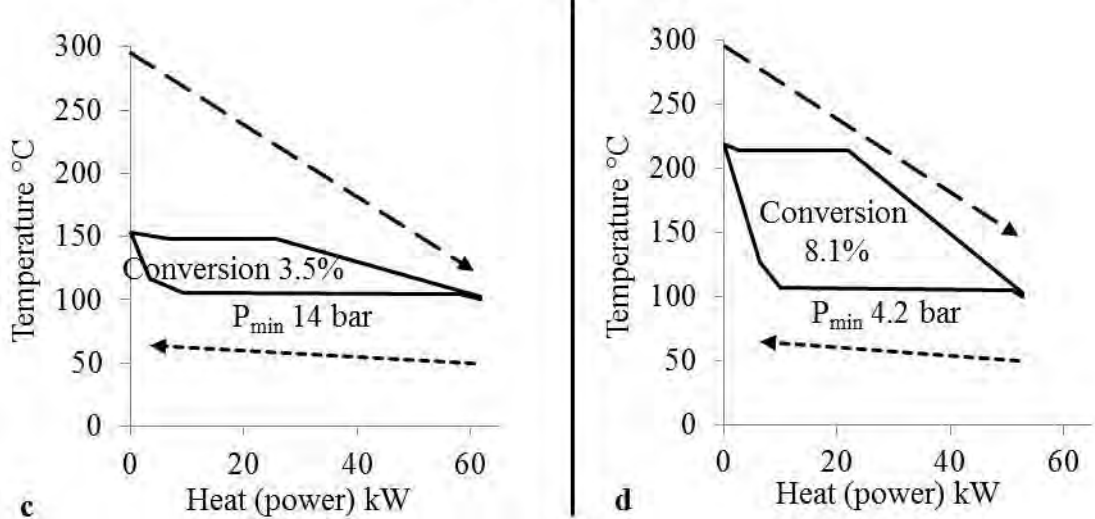 300
250
200
150
100
50
0
Temperature °C
Conversion 3.5%
Pmin 14 bar
0 20 40 60
Heat (power) kW
c
300
250
200
150
100
50
0
Temperature °C
Conversion
8.1%
Pmin 4.2 bar
0 20 40 60
Heat (power) kW
d